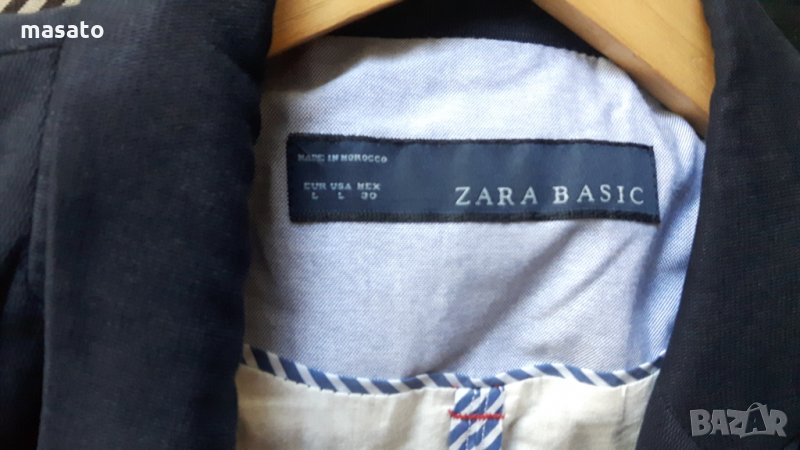 masato
MADE IN MOROCCO
EUR USA MEX
L L 30
ZARA BASIC
BAZAR